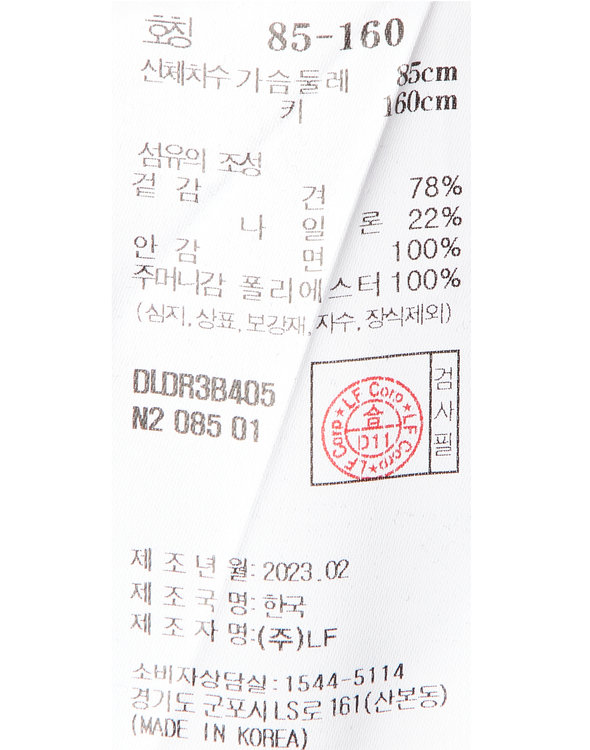 호칭 85-160
신체치수 가슴둘레 85cm
키 160cm
섬유의 조성
겉감 견 78%
나일론 22%
안감 면 100%
주머니감 폴리에스터 100%
(심지, 상표, 보강재, 자수, 장식제외)
DLDR3B405
N2 085 01
LF Corp ★ LF Corp ★ LF Corp ★
합
D11
검사필
제조년월: 2023.02
제조국명: 한국
제조자명: (주)LF
소비자상담실: 1544-5114
경기도 군포시 LS로 161(산본동)
(MADE IN KOREA)